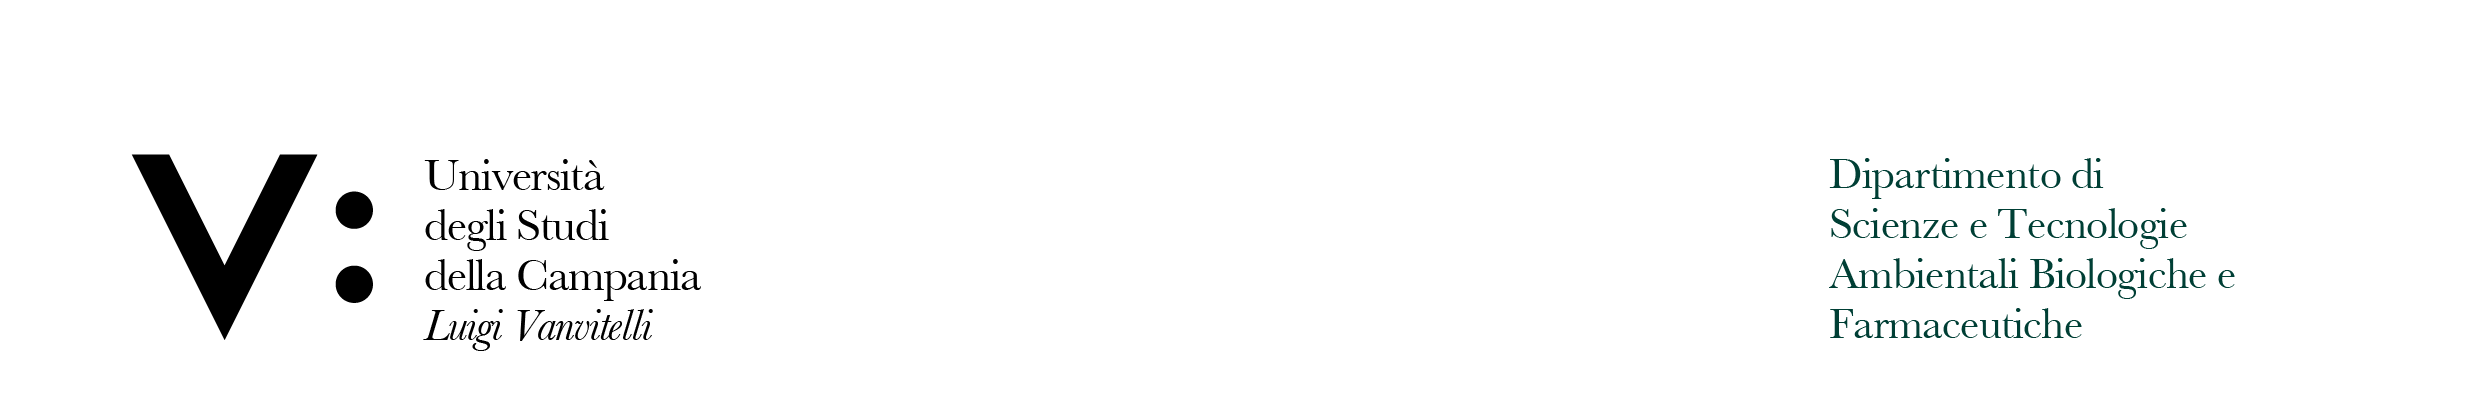 V:
Università
degli Studi
della Campania
Luigi Vanvitelli
Dipartimento di
Scienze e Tecnologie
Ambientali Biologiche e
Farmaceutiche